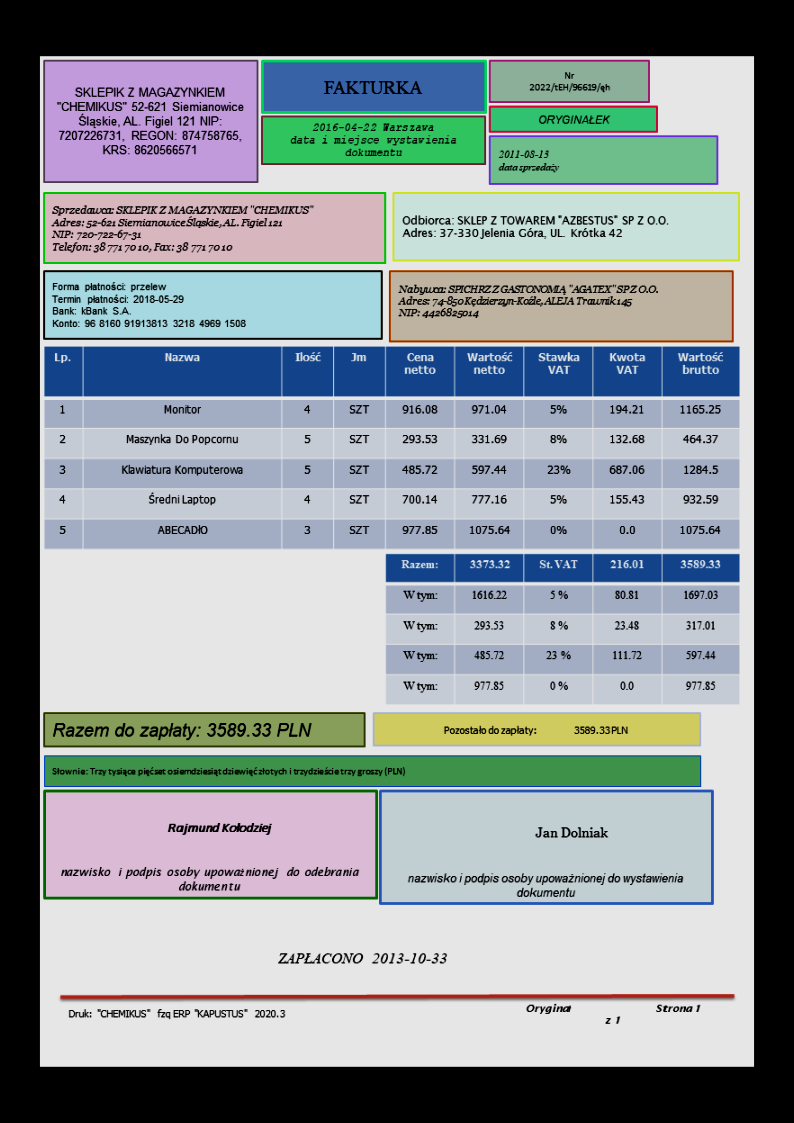 SKLEPIK Z MAGAZYNKIEM
"CHEMIKUS" 52-621 Siemianowice
Śląskie, AL. Figiel 121 NIP:
7207226731, REGON: 874758765,
KRS: 8620566571
FAKTURKA
2016-04-22 Warszawa
data i miejsce wystawienia
dokumentu
Nr
2022/tEH/96619/ęh
ORYGINAŁEK
2011-08-13
data zprzedaży
Sprzedawca: SKLEPIK Z MAGAZYNKIEM "CHEMIKUS"
Adres: 52-621 Siemianowice Śląskie, AL. Figiel 121
NIP: 720-722-67-31
Telefon: 38 771 70 10, Fax: 38 771 70 10
Odbiorca: SKLEP Z TOWAREM "AZBESTUS" SP Z O.O.
Adres: 37-330 Jelenia Góra, UL. Krótka 42
Forma płatności: przelew
Termin płatności: 2018-05-29
Bank: kBank S.A.
Konto: 96 8160 91913813 3218 4969 1508
Nabywca: SPICHRZ Z GASTONOMIĄ "AGATEX" SP Z O.O.
Adres: 74-850 Kędzierzyn-Koźle, ALEJA Trawnik 145
NIP: 4426825014
Lp. Nazwa Ilość Jm Cena netto Wartość netto Stawka VAT Kwota VAT Wartość brutto
1 Monitor 4 SZT 916.08 971.04 5% 194.21 1165.25
2 Maszynka Do Popcornu 5 SZT 293.53 331.69 8% 132.68 464.37
3 Klawiatura Komputerowa 5 SZT 485.72 597.44 23% 687.06 1284.5
4 Średni Laptop 4 SZT 700.14 777.16 5% 155.43 932.59
5 ABECADŁO 3 SZT 977.85 1075.64 0% 0.0 1075.64
Razem: 3373.32 St. VAT 216.01 3589.33
W tym: 1616.22 5 % 80.81 1697.03
W tym: 293.53 8 % 23.48 317.01
W tym: 485.72 23 % 111.72 597.44
W tym: 977.85 0 % 0.0 977.85
Razem do zapłaty: 3589.33 PLN
Pozostało do zapłaty: 3589.33 PLN
Słownie: Trzy tysiące pięćset osiemdziesiąt dziewięć złotych i trzydzieście trzy groszy (PLN)
Rajmund Kołodziej
nazwisko i podpis osoby upoważnionej do odebrania
dokumentu
Jan Dolniak
nazwisko i podpis osoby upoważnionej do wystawienia
dokumentu
ZAPŁACONO 2013-10-33
Druk: "CHEMIKUS" fzq ERP "KAPUSTUS" 2020.3
Oryginał Strona 1
z 1